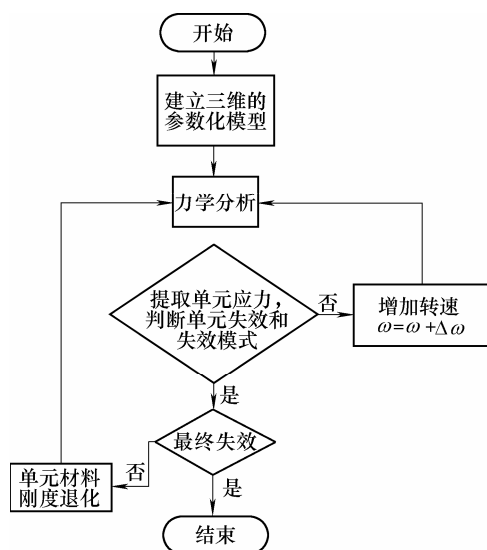 开始
建立三维的
参数化模型
力学分析
提取单元应力，
判断单元失效和
失效模式
否
增加转速
ω=ω+Δω
是
最终失效
否
单元材料
刚度退化
是
结束